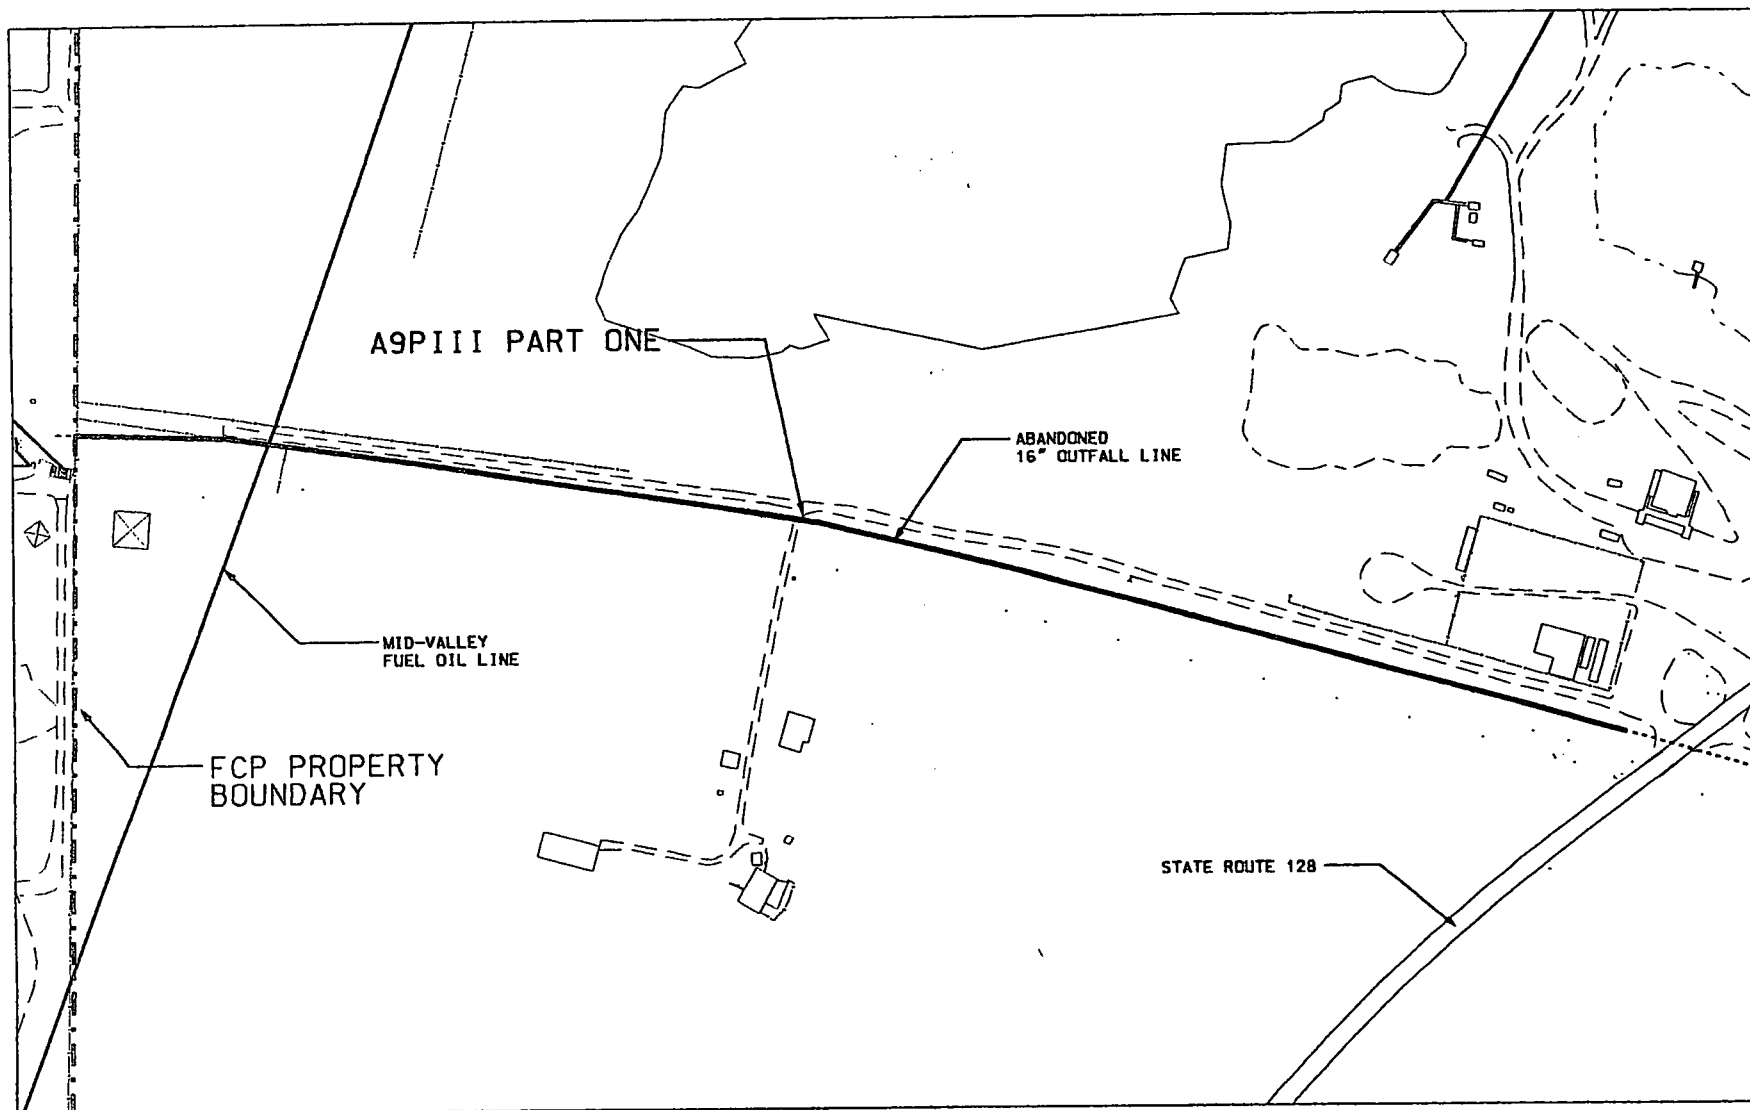 A9PIII PART ONE
ABANDONED
16" OUTFALL LINE
MID-VALLEY
FUEL OIL LINE
FCP PROPERTY
BOUNDARY
STATE ROUTE 128